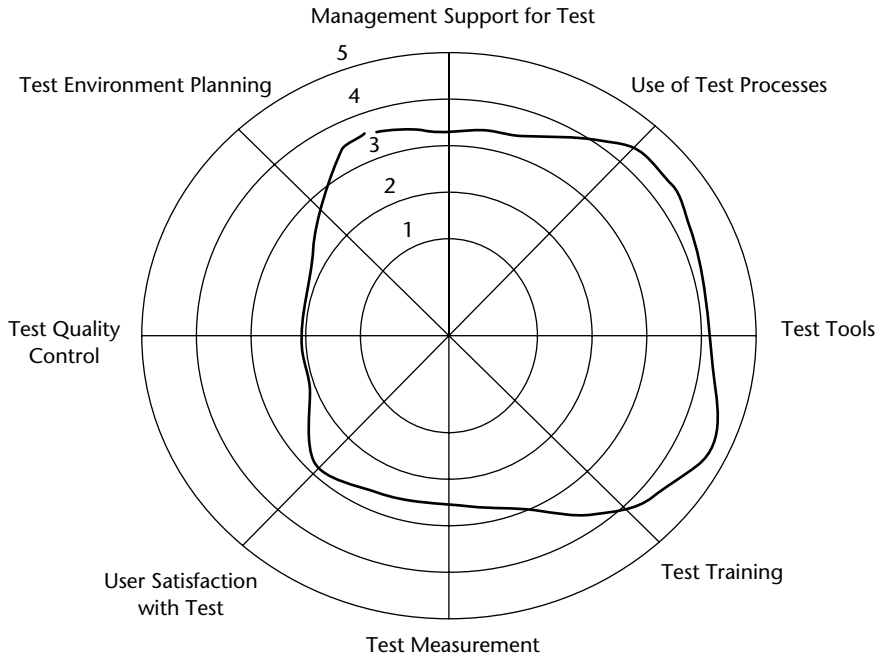 Management Support for Test
5
Test Environment Planning
Use of Test Processes
4
3
2
1
Test Quality
Control
Test Tools
User Satisfaction
with Test
Test Training
Test Measurement